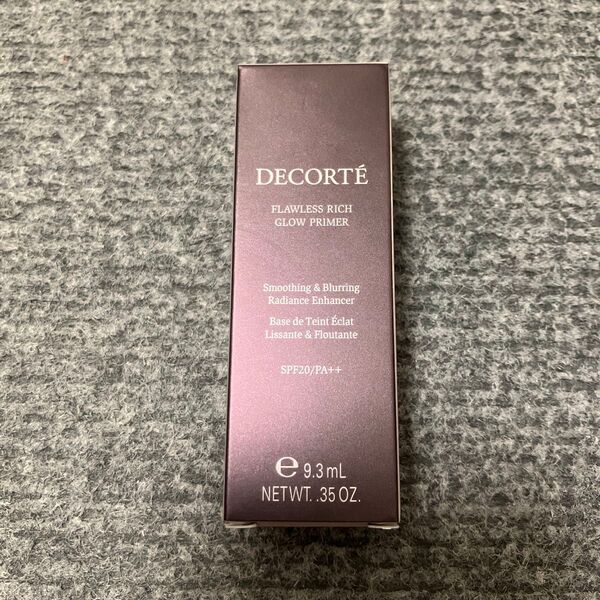 DECORTÉ
FLAWLESS RICH
GLOW PRIMER
Smoothing & Blurring
Radiance Enhancer
Base de Teint Éclat
Lissante & Floutante
SPF20/PA++
℮ 9.3 mL
NET WT. .35 OZ.